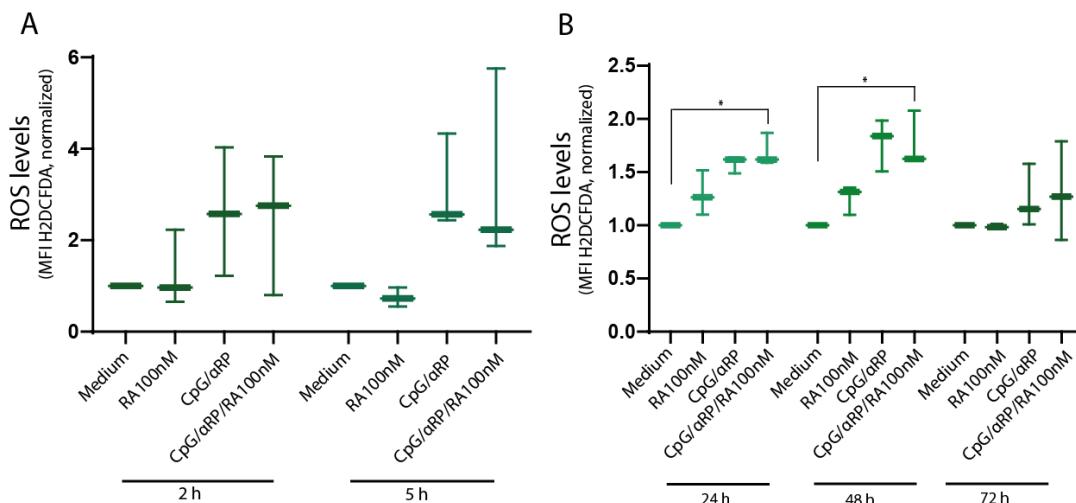 A
ROS levels
(MFI H2DCFDA, normalized)
6
4
2
0
Medium
RA100nM
CpG/αRP
CpG/αRP/RA100nM
Medium
RA100nM
CpG/αRP
CpG/αRP/RA100nM
2 h
5 h
B
ROS levels
(MFI H2DCFDA, normalized)
2.5
2.0
1.5
1.0
0.5
0.0
*
*
Medium
RA100nM
CpG/αRP
CpG/αRP/RA100nM
Medium
RA100nM
CpG/αRP
CpG/αRP/RA100nM
Medium
RA100nM
CpG/αRP
CpG/αRP/RA100nM
24 h
48 h
72 h